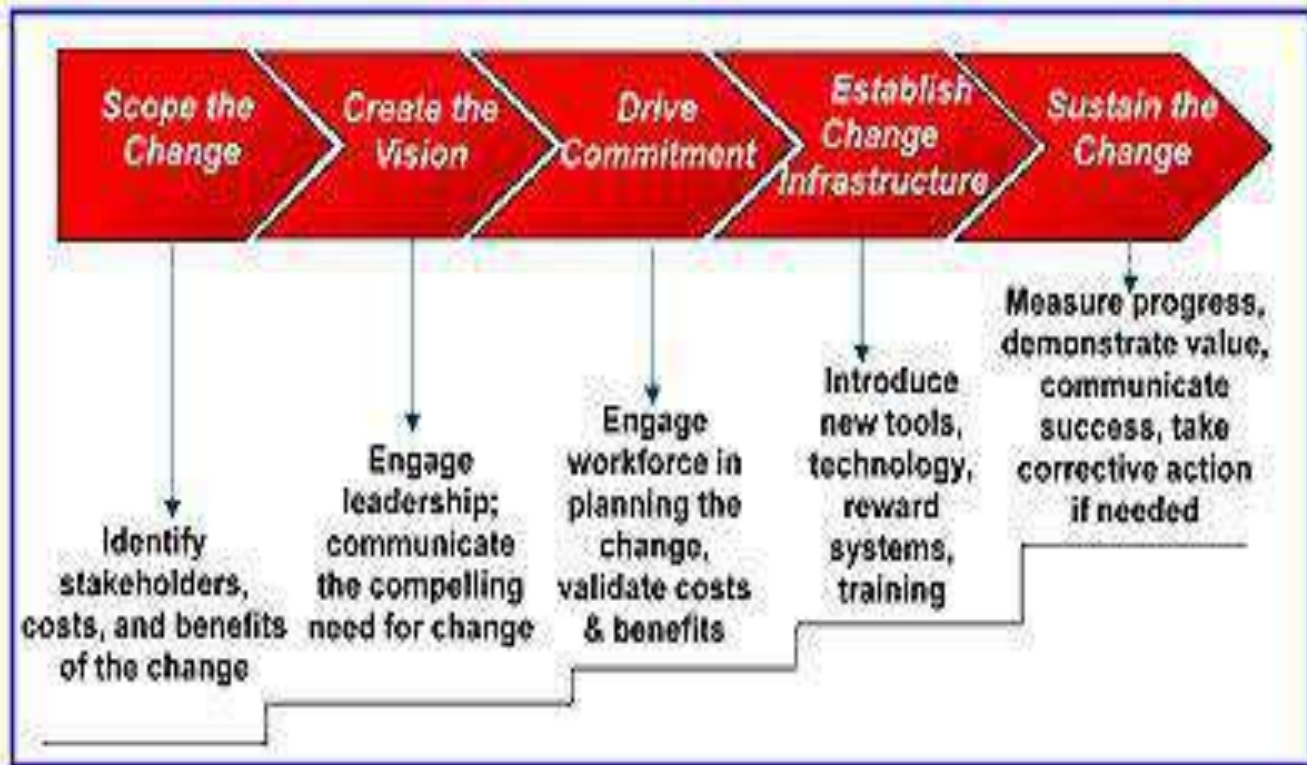 Scope the
Change
Create the
Vision
Drive
Commitment
Establish
Change
Infrastructure
Sustain the
Change
Identify
stakeholders,
costs, and benefits
of the change
Engage
leadership;
communicate
the compelling
need for change
Engage
workforce in
planning the
change,
validate costs
& benefits
Introduce
new tools,
technology,
reward
systems,
training
Measure progress,
demonstrate value,
communicate
success, take
corrective action
if needed